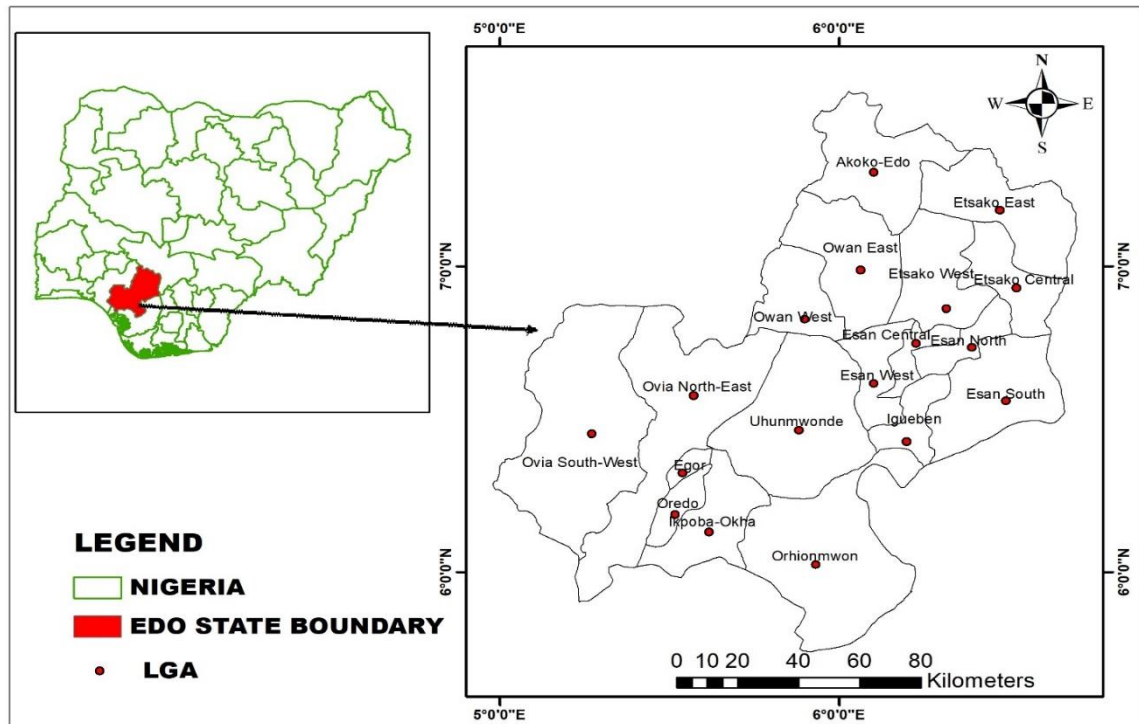 5°0'0"E 6°0'0"E
N
W E
S
Akoko-Edo
Etsako East
Owan East
7°0'0"N 7°0'0"N
Etsako West
Etsako Central
Owan West
Esan Central
Esan North
Esan West
Ovia North-East
Esan South
Igueben
Uhunmwonde
Ovia South-West
Egor
Oredo
Ikpoba-Okha
Orhionmwon
6°0'0"N 6°0'0"N
LEGEND
NIGERIA
EDO STATE BOUNDARY
LGA
0 10 20 40 60 80
Kilometers
5°0'0"E 6°0'0"E